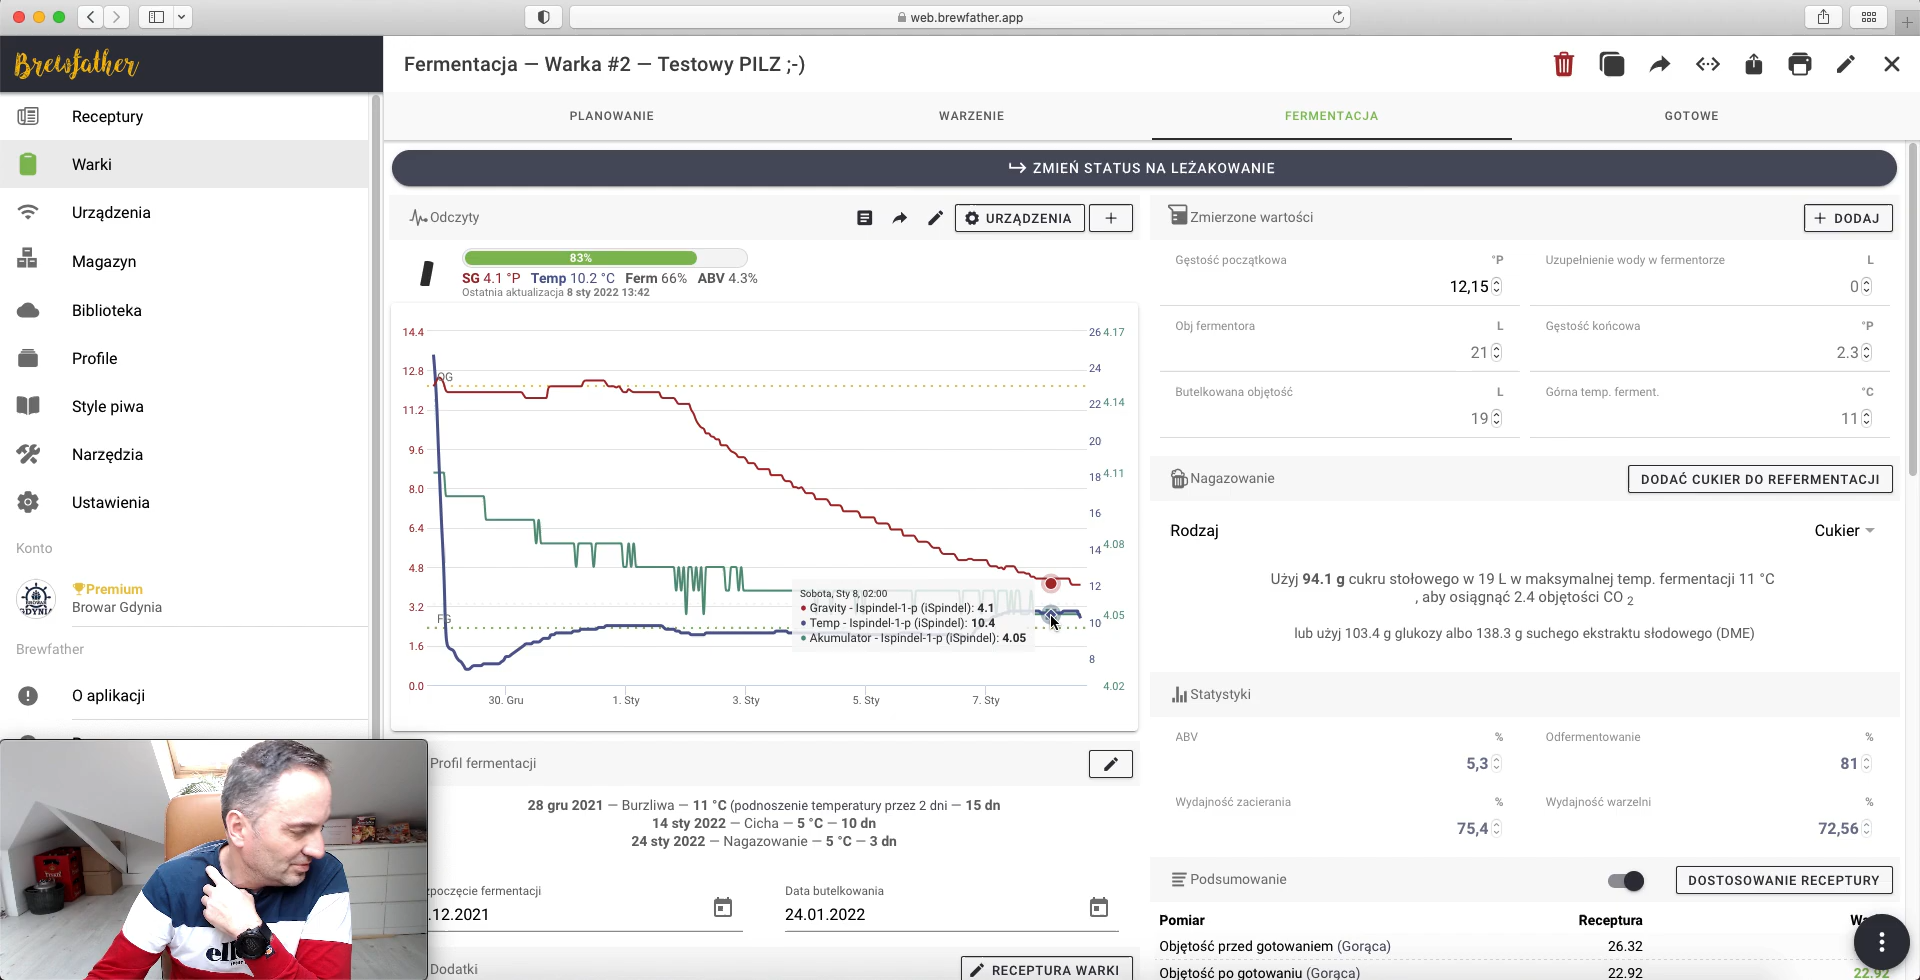 web.brewfather.app
Brewfather
Fermentacja — Warka #2 — Testowy PILZ ;-)
Receptury
Warki
Urządzenia
Magazyn
Biblioteka
Profile
Style piwa
Narzędzia
Ustawienia
Konto
Premium
Browar Gdynia
Brewfather
O aplikacji
PLANOWANIE
WARZENIE
FERMENTACJA
GOTOWE
ZMIEŃ STATUS NA LEŻAKOWANIE
Odczyty
URZĄDZENIA
83%
SG 4.1 °P Temp 10.2 °C Ferm 66% ABV 4.3%
Ostatnia aktualizacja 8 sty 2022 13:42
14.4
12.8
11.2
9.6
8.0
6.4
4.8
3.2
1.6
0.0
OG
FG
26
24
22
20
18
16
14
12
10
8
4.17
4.14
4.11
4.08
4.05
4.02
Sobota, Sty 8, 02:00
Gravity - Ispindel-1-p (iSpindel): 4.1
Temp - Ispindel-1-p (iSpindel): 10.4
Akumulator - Ispindel-1-p (iSpindel): 4.05
30. Gru
1. Sty
3. Sty
5. Sty
7. Sty
Profil fermentacji
28 gru 2021 — Burzliwa — 11 °C (podnoszenie temperatury przez 2 dni — 15 dn
14 sty 2022 — Cicha — 5 °C — 10 dn
24 sty 2022 — Nagazowanie — 5 °C — 3 dn
zpoczęcie fermentacji
.12.2021
Data butelkowania
24.01.2022
Dodatki
RECEPTURA WARKI
Zmierzone wartości
DODAJ
Gęstość początkowa
°P
12,15
Uzupełnienie wody w fermentorze
L
0
Obj fermentora
L
21
Gęstość końcowa
°P
2.3
Butelkowana objętość
L
19
Górna temp. ferment.
°C
11
Nagazowanie
DODAĆ CUKIER DO REFERMENTACJI
Rodzaj
Cukier
Użyj 94.1 g cukru stołowego w 19 L w maksymalnej temp. fermentacji 11 °C
, aby osiągnąć 2.4 objętości CO 2
lub użyj 103.4 g glukozy albo 138.3 g suchego ekstraktu słodowego (DME)
Statystyki
ABV
%
5,3
Odfermentowanie
%
81
Wydajność zacierania
%
75,4
Wydajność warzelni
%
72,56
Podsumowanie
DOSTOSOWANIE RECEPTURY
Pomiar
Receptura
Objętość przed gotowaniem (Gorąca)
26.32
Objętość po gotowaniu (Gorąca)
22.92
22.92